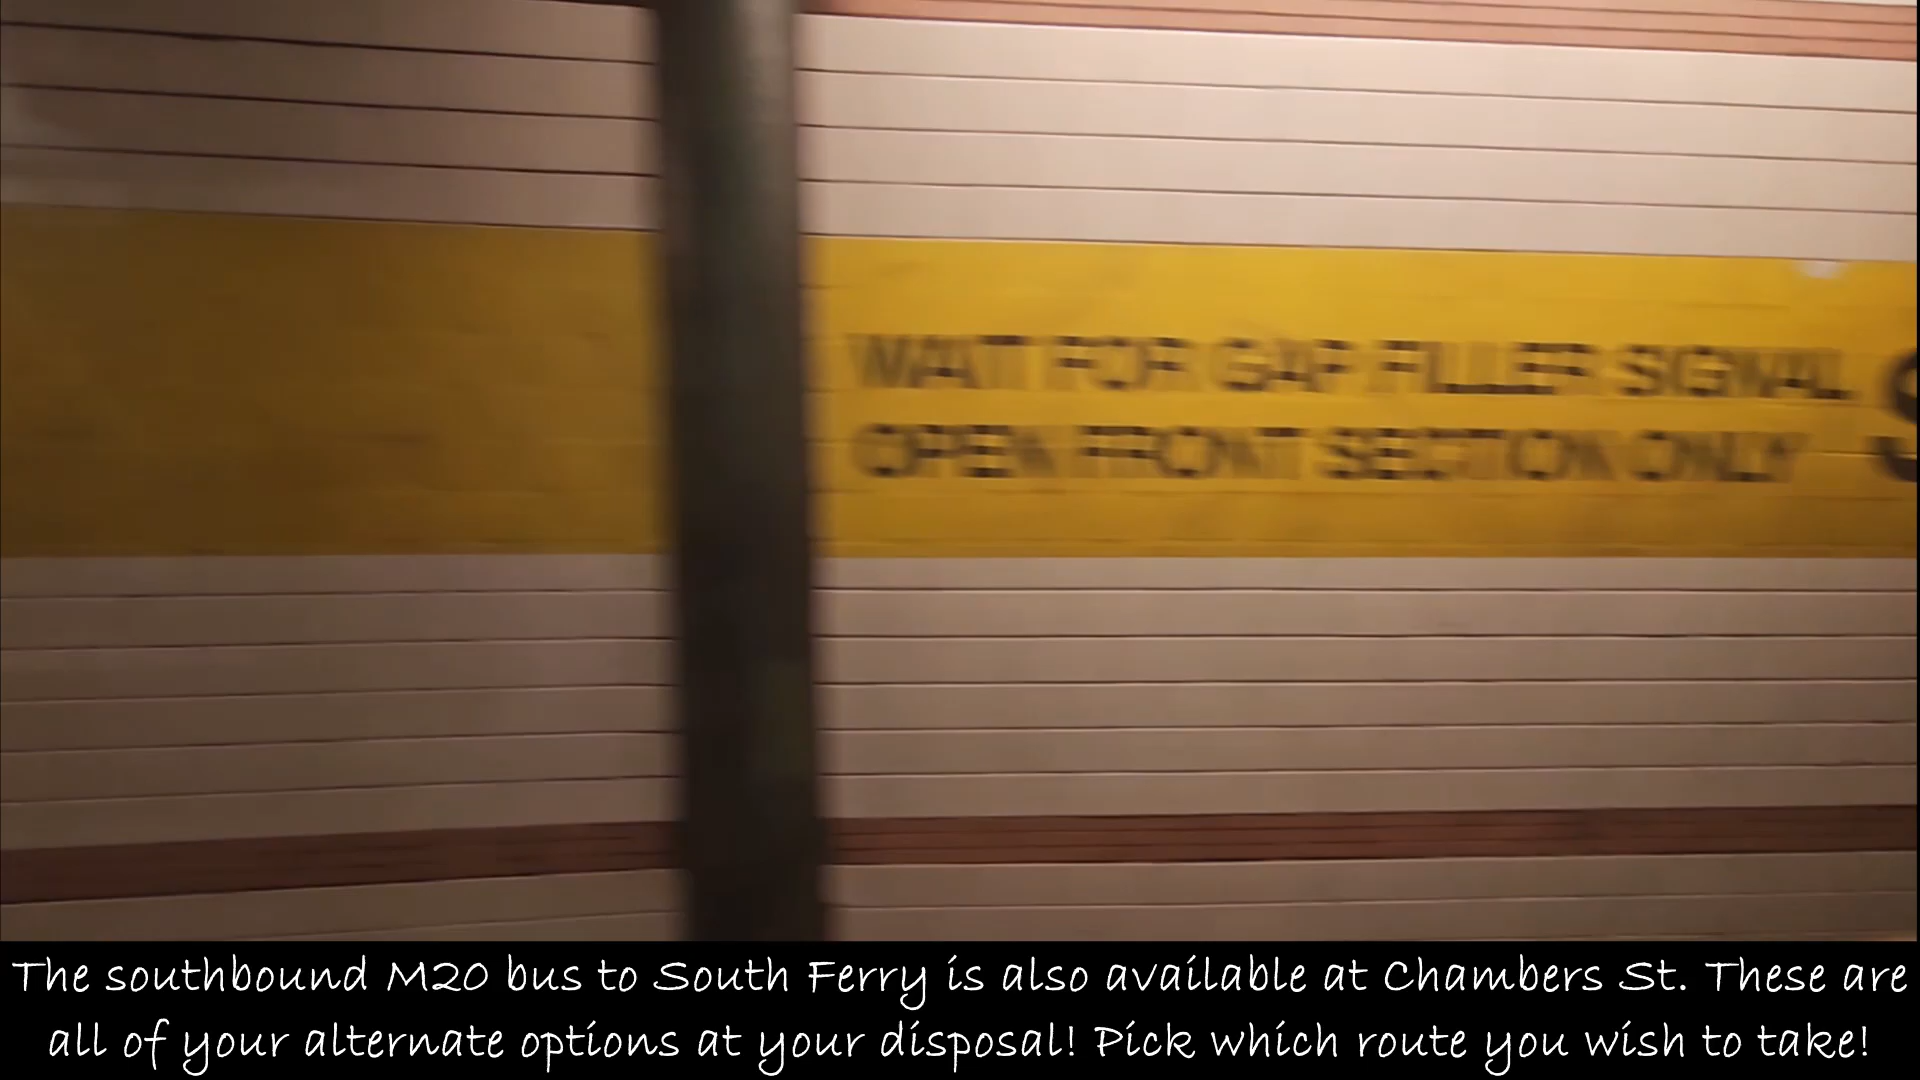 WAIT FOR GAP FILLER SIGNAL
OPEN FRONT SECTION ONLY
The southbound M20 bus to South Ferry is also available at Chambers St. These are
all of your alternate options at your disposal! Pick which route you wish to take!